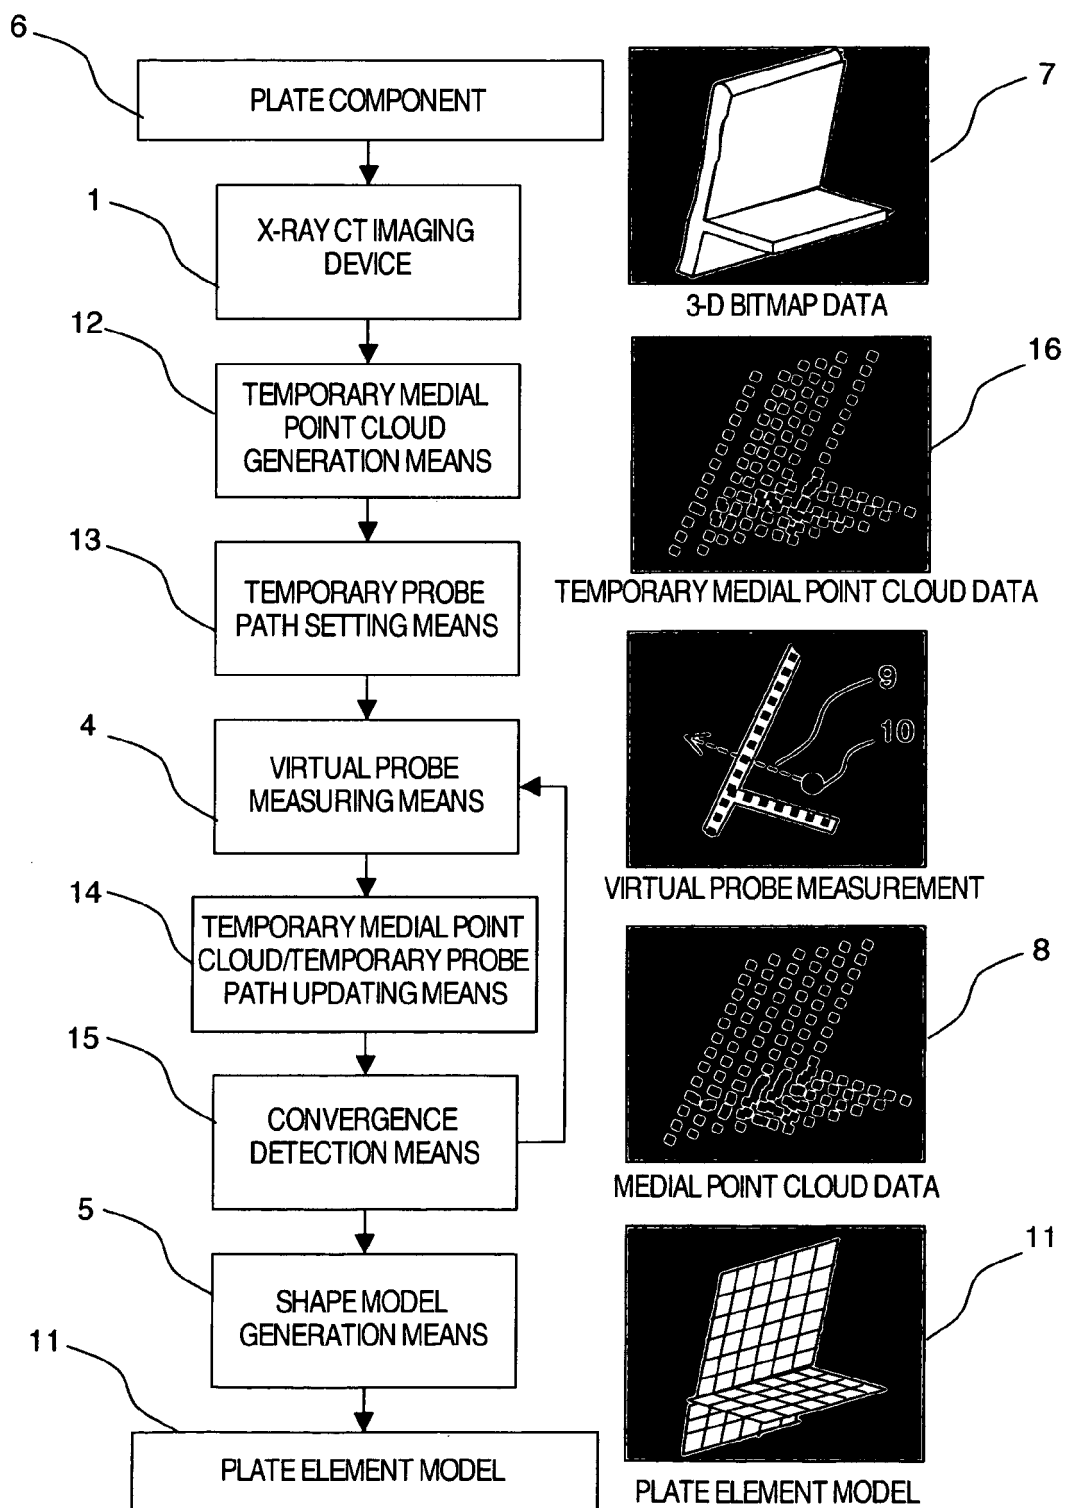 6
PLATE COMPONENT
7
1
X-RAY CT IMAGING
DEVICE
3-D BITMAP DATA
12
TEMPORARY MEDIAL
POINT CLOUD
GENERATION MEANS
16
TEMPORARY MEDIAL POINT CLOUD DATA
13
TEMPORARY PROBE
PATH SETTING MEANS
9
10
4
VIRTUAL PROBE
MEASURING MEANS
VIRTUAL PROBE MEASUREMENT
14
TEMPORARY MEDIAL POINT
CLOUD/TEMPORARY PROBE
PATH UPDATING MEANS
8
15
CONVERGENCE
DETECTION MEANS
MEDIAL POINT CLOUD DATA
5
SHAPE MODEL
GENERATION MEANS
11
11
PLATE ELEMENT MODEL
PLATE ELEMENT MODEL